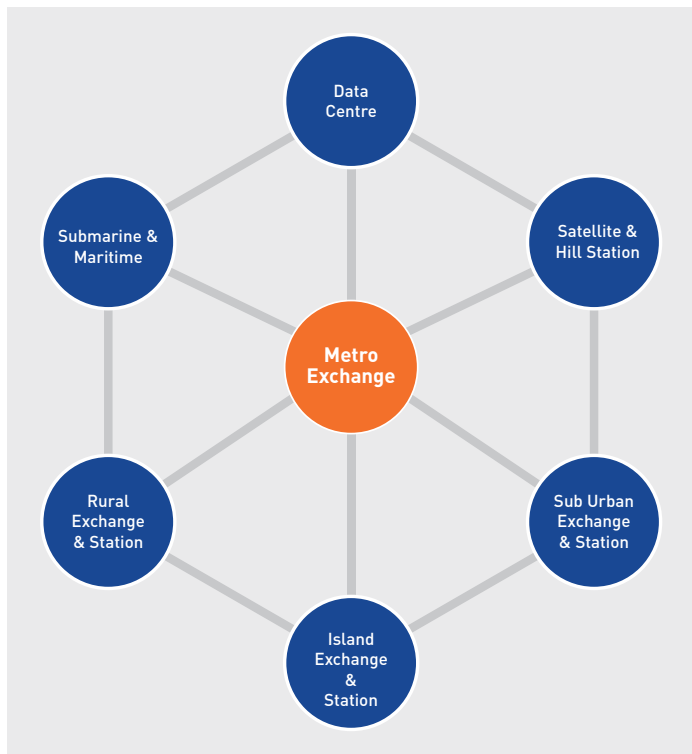 Data
Centre
Submarine &
Maritime
Satellite &
Hill Station
Metro
Exchange
Rural
Exchange
& Station
Sub Urban
Exchange
& Station
Island
Exchange
&
Station